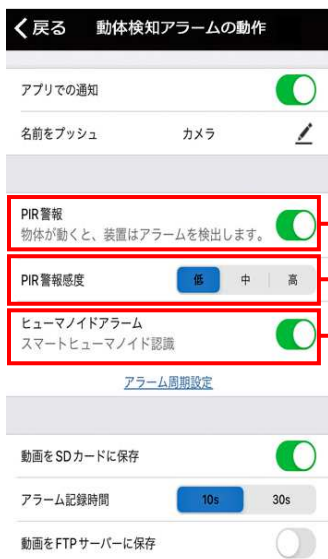 戻る 動体検知アラームの動作
アプリでの通知
名前をプッシュ カメラ
PIR警報
物体が動くと、装置はアラームを検出します。
PIR警報感度 低 中 高
ヒューマノイドアラーム
スマートヒューマノイド認識
アラーム周期設定
動画をSDカードに保存
アラーム記録時間 10s 30s
動画をFTPサーバーに保存